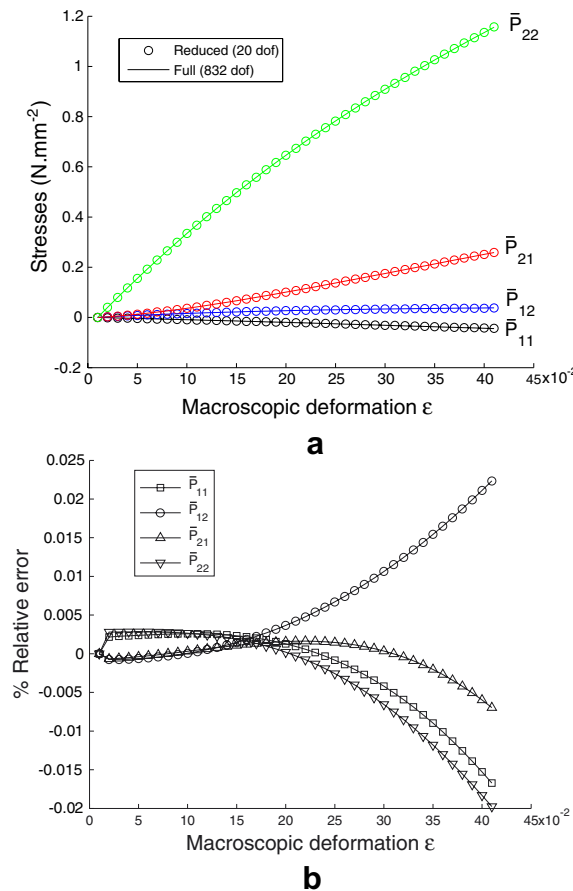 1.2
1
0.8
0.6
0.4
0.2
0
-0.2
Stresses (N.mm⁻²)
Reduced (20 dof)
Full (832 dof)
P̄₂₂
P̄₂₁
P̄₁₂
P̄₁₁
0 5 10 15 20 25 30 35 40 45x10⁻²
Macroscopic deformation ε
a
0.025
0.02
0.015
0.01
0.005
0
-0.005
-0.01
-0.015
-0.02
% Relative error
P̄₁₁
P̄₁₂
P̄₂₁
P̄₂₂
0 5 10 15 20 25 30 35 40 45x10⁻²
Macroscopic deformation ε
b